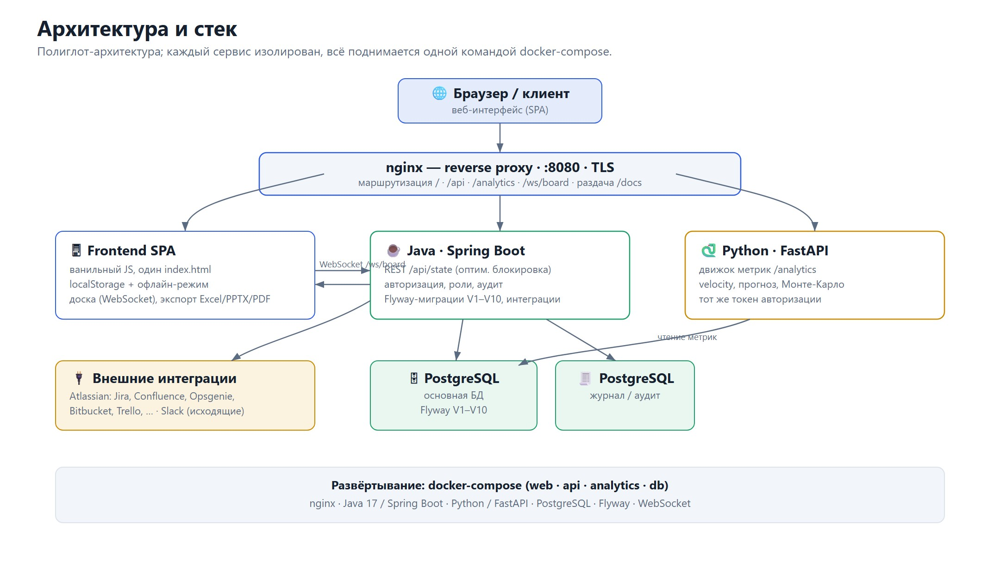 Архитектура и стек
Полиглот-архитектура; каждый сервис изолирован, всё поднимается одной командой docker-compose.
Браузер / клиент
веб-интерфейс (SPA)
nginx — reverse proxy · :8080 · TLS
маршрутизация / · /api · /analytics · /ws/board · раздача /docs
Frontend SPA
ванильный JS, один index.html
localStorage + офлайн-режим
доска (WebSocket), экспорт Excel/PPTX/PDF
WebSocket /ws/board
Java · Spring Boot
REST /api/state (оптим. блокировка)
авторизация, роли, аудит
Flyway-миграции V1–V10, интеграции
Python · FastAPI
движок метрик /analytics
velocity, прогноз, Монте-Карло
тот же токен авторизации
чтение метрик
Внешние интеграции
Atlassian: Jira, Confluence, Opsgenie,
Bitbucket, Trello, … · Slack (исходящие)
PostgreSQL
основная БД
Flyway V1–V10
PostgreSQL
журнал / аудит
Развёртывание: docker-compose (web · api · analytics · db)
nginx · Java 17 / Spring Boot · Python / FastAPI · PostgreSQL · Flyway · WebSocket